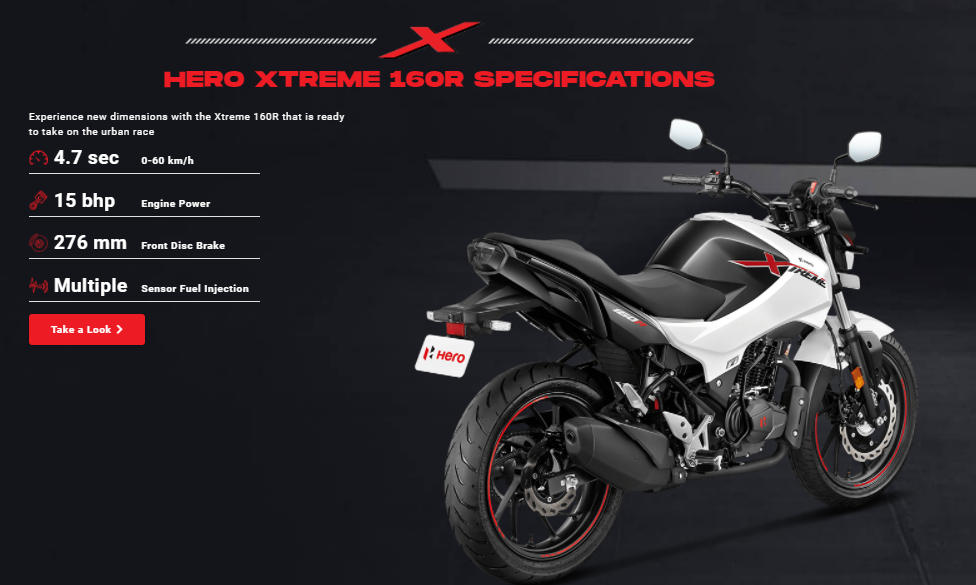 HERO XTREME 160R SPECIFICATIONS
Experience new dimensions with the Xtreme 160R that is ready
to take on the urban race
4.7 sec 0-60 km/h
15 bhp Engine Power
276 mm Front Disc Brake
Multiple Sensor Fuel Injection
Take a Look
XTREME
160R
Hero